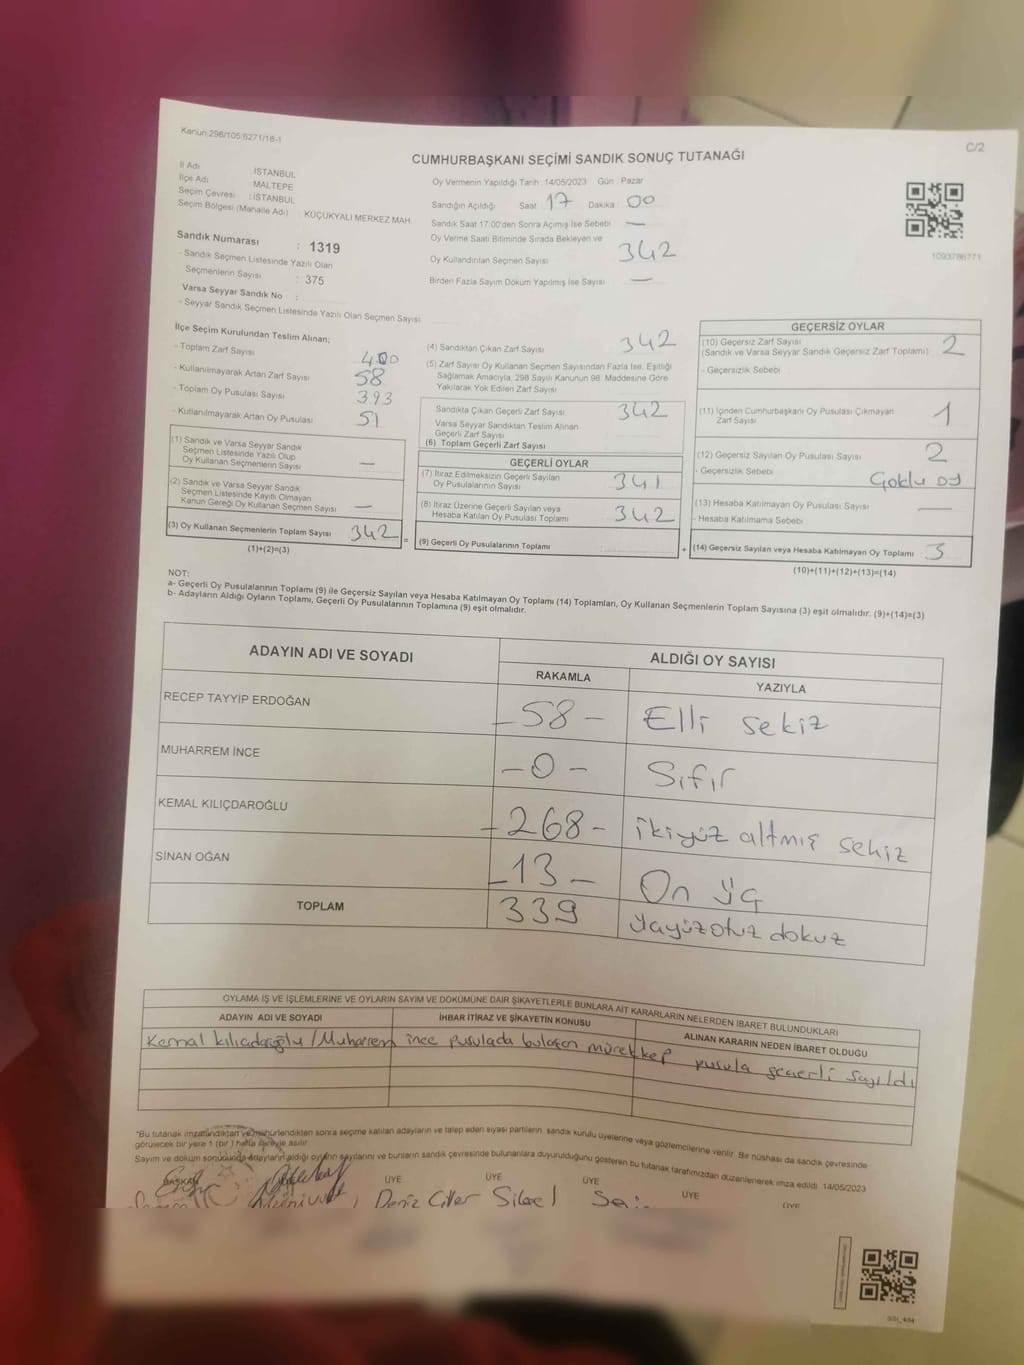 Kanun:298/105 6271/18-1
C/2
CUMHURBAŞKANI SEÇİMİ SANDIK SONUÇ TUTANAĞI
İl Adı : İSTANBUL
İlçe Adı : MALTEPE
Seçim Çevresi : İSTANBUL
Seçim Bölgesi (Mahalle Adı) : KÜÇÜKYALI MERKEZ MAH.
Sandık Numarası : 1319
- Sandık Seçmen Listesinde Yazılı Olan
Seçmenlerin Sayısı : 375
Varsa Seyyar Sandık No :
- Seyyar Sandık Seçmen Listesinde Yazılı Olan Seçmen Sayısı
Oy Vermenin Yapıldığı Tarih :14/05/2023 Gün : Pazar
Sandığın Açıldığı Saat : 17 Dakika : 00
Sandık Saat 17:00'den Sonra Açımış İse Sebebi —
Oy Verme Saati Bitiminde Sırada Bekleyen ve
Oy Kullandırılan Seçmen Sayısı 342
Birden Fazla Sayım Döküm Yapılmış İse Sayısı —
1093786771
İlçe Seçim Kurulundan Teslim Alınan;
- Toplam Zarf Sayısı 400
- Kullanılmayarak Artan Zarf Sayısı 58
- Toplam Oy Pusulası Sayısı 393
- Kullanılmayarak Artan Oy Pusulası 51
(1) Sandık ve Varsa Seyyar Sandık
Seçmen Listesinde Yazılı Olup
Oy Kullanan Seçmenlerin Sayısı —
(2) Sandık ve Varsa Seyyar Sandık
Seçmen Listesinde Kayıtlı Olmayan
Kanun Gereği Oy Kullanan Seçmen Sayısı —
(3) Oy Kullanan Seçmenlerin Toplam Sayısı 342
(1)+(2)=(3)
=
(4) Sandıktan Çıkan Zarf Sayısı 342
(5) Zarf Sayısı Oy Kullanan Seçmen Sayısından Fazla İse, Eşitliği
Sağlamak Amacıyla, 298 Sayılı Kanunun 98. Maddesine Göre
Yakılarak Yok Edilen Zarf Sayısı
Sandıkta Çıkan Geçerli Zarf Sayısı 342
Varsa Seyyar Sandıktan Teslim Alınan
Geçerli Zarf Sayısı
(6) Toplam Geçerli Zarf Sayısı
GEÇERLİ OYLAR
(7) İtiraz Edilmeksizin Geçerli Sayılan
Oy Pusulalarının Sayısı 341
(8) İtiraz Üzerine Geçerli Sayılan veya
Hesaba Katılan Oy Pusulası Toplamı 342
(9) Geçerli Oy Pusulalarının Toplamı
+
GEÇERSİZ OYLAR
(10) Geçersiz Zarf Sayısı
(Sandık ve Varsa Seyyar Sandık Geçersiz Zarf Toplamı) 2
- Geçersizlik Sebebi
(11) İçinden Cumhurbaşkanı Oy Pusulası Çıkmayan
Zarf Sayısı 1
(12) Geçersiz Sayılan Oy Pusulası Sayısı 2
- Geçersizlik Sebebi Çoklu oy
(13) Hesaba Katılmayan Oy Pusulası Sayısı —
- Hesaba Katılmama Sebebi
(14) Geçersiz Sayılan veya Hesaba Katılmayan Oy Toplamı 3
(10)+(11)+(12)+(13)=(14)
NOT:
a- Geçerli Oy Pusulalarının Toplamı (9) ile Geçersiz Sayılan veya Hesaba Katılmayan Oy Toplamı (14) Toplamları, Oy Kullanan Seçmenlerin Toplam Sayısına (3) eşit olmalıdır. (9)+(14)=(3)
b- Adayların Aldığı Oyların Toplamı, Geçerli Oy Pusulalarının Toplamına (9) eşit olmalıdır.
ADAYIN ADI VE SOYADI ALDIĞI OY SAYISI
RAKAMLA YAZIYLA
RECEP TAYYİP ERDOĞAN -58- Elli sekiz
MUHARREM İNCE -0- Sıfır
KEMAL KILIÇDAROĞLU -268- ikiyüz altmış sekiz
SİNAN OĞAN -13- On üç
TOPLAM 339 üçyüzotuz dokuz
OYLAMA İŞ VE İŞLEMLERİNE VE OYLARIN SAYIM VE DÖKÜMÜNE DAİR ŞİKAYETLERLE BUNLARA AİT KARARLARIN NELERDEN İBARET BULUNDUKLARI
ADAYIN ADI VE SOYADI İHBAR İTİRAZ VE ŞİKAYETİN KONUSU ALINAN KARARIN NEDEN İBARET OLDUĞU
Kemal kılıçdaroğlu / Muharrem ince pusulada bulaşan mürekkep pusula geçerli sayıldı
*Bu tutanak imzalandıktan ve mühürlendikten sonra seçime katılan adayların ve talep eden siyasi partilerin sandık kurulu üyelerine veya gözlemcilerine verilir. Bir nüshası da sandık çevresinde
görülecek bir yere 1 (bir ) hafta süreyle asılır.
Sayım ve döküm sonucunda adayların aldığı oyların sayılarını ve bunların sandık çevresinde bulunanlara duyurulduğunu gösteren bu tutanak tarafımızdan düzenlenerek imza edildi. 14/05/2023
BAŞKAN ÜYE ÜYE ÜYE ÜYE ÜYE
Deniz Ciler Sibel